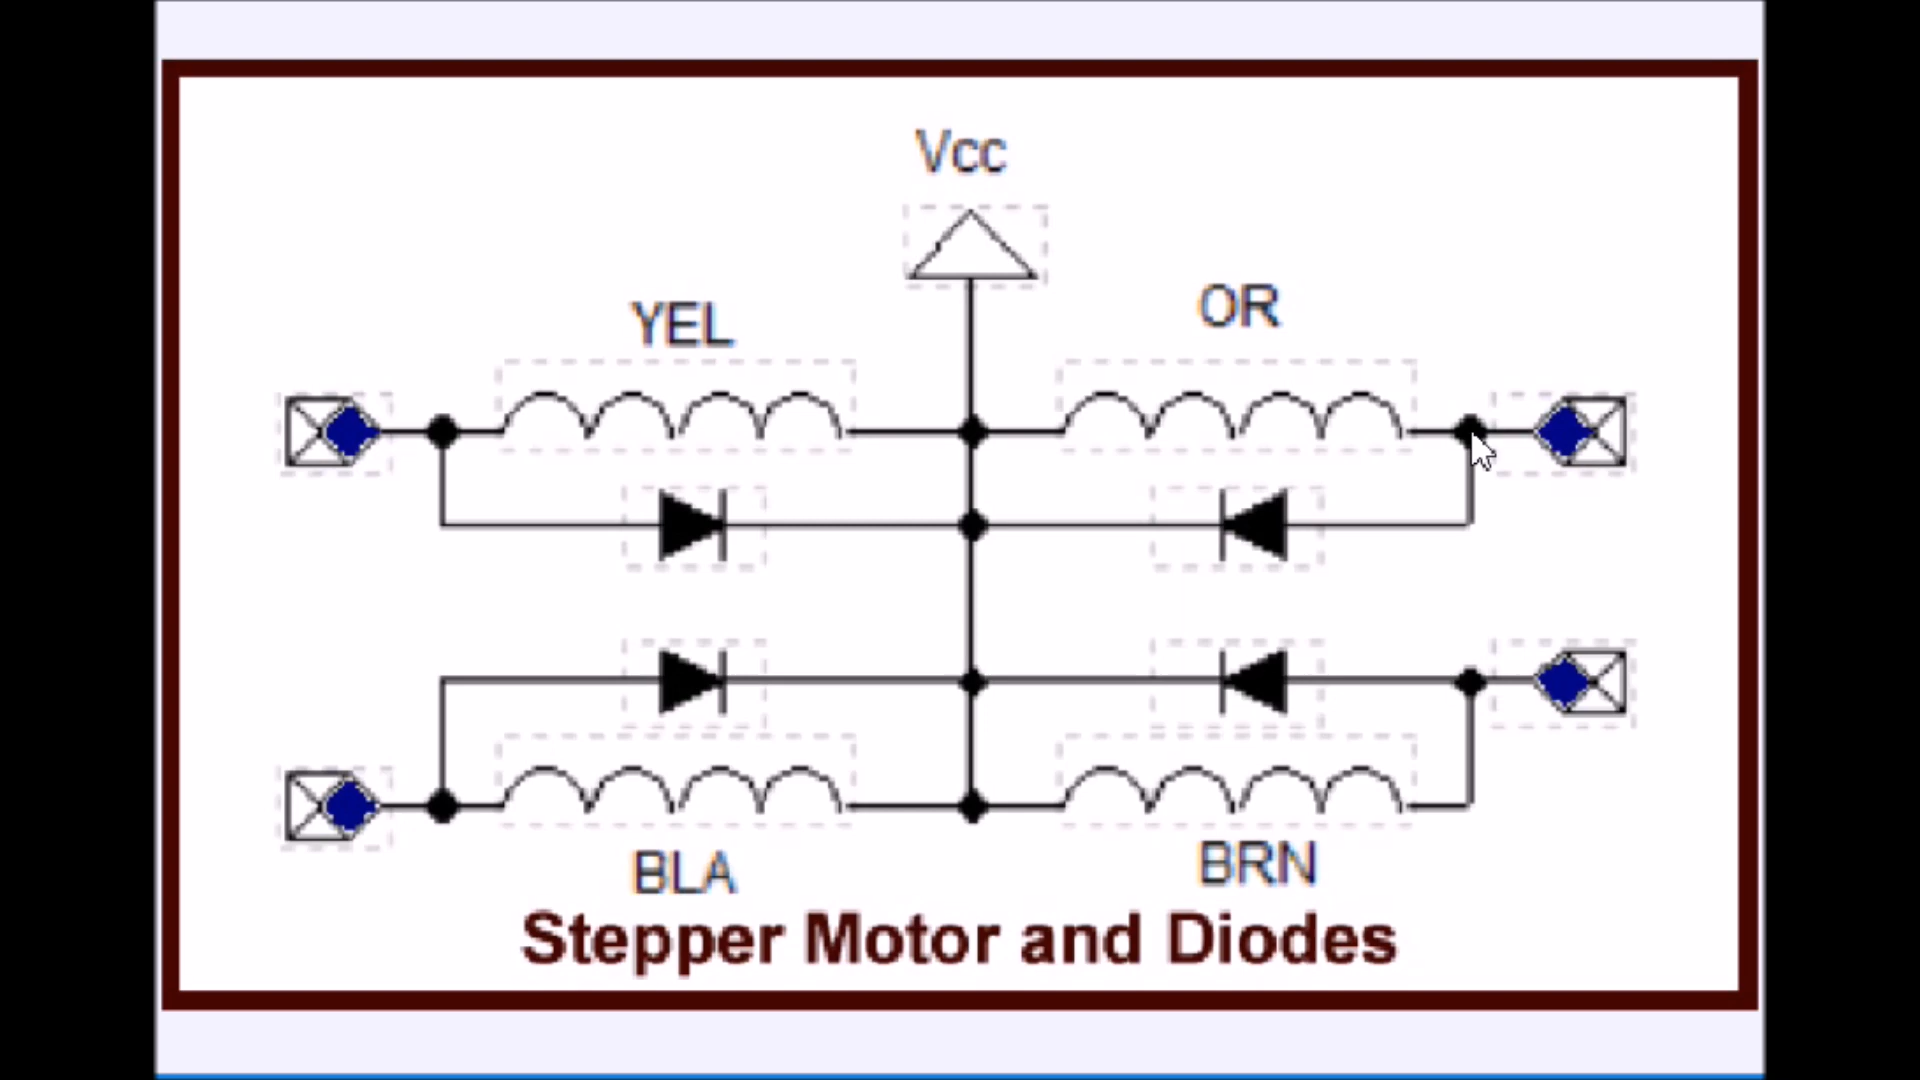 Vcc
YEL
OR
BLA
BRN
Stepper Motor and Diodes